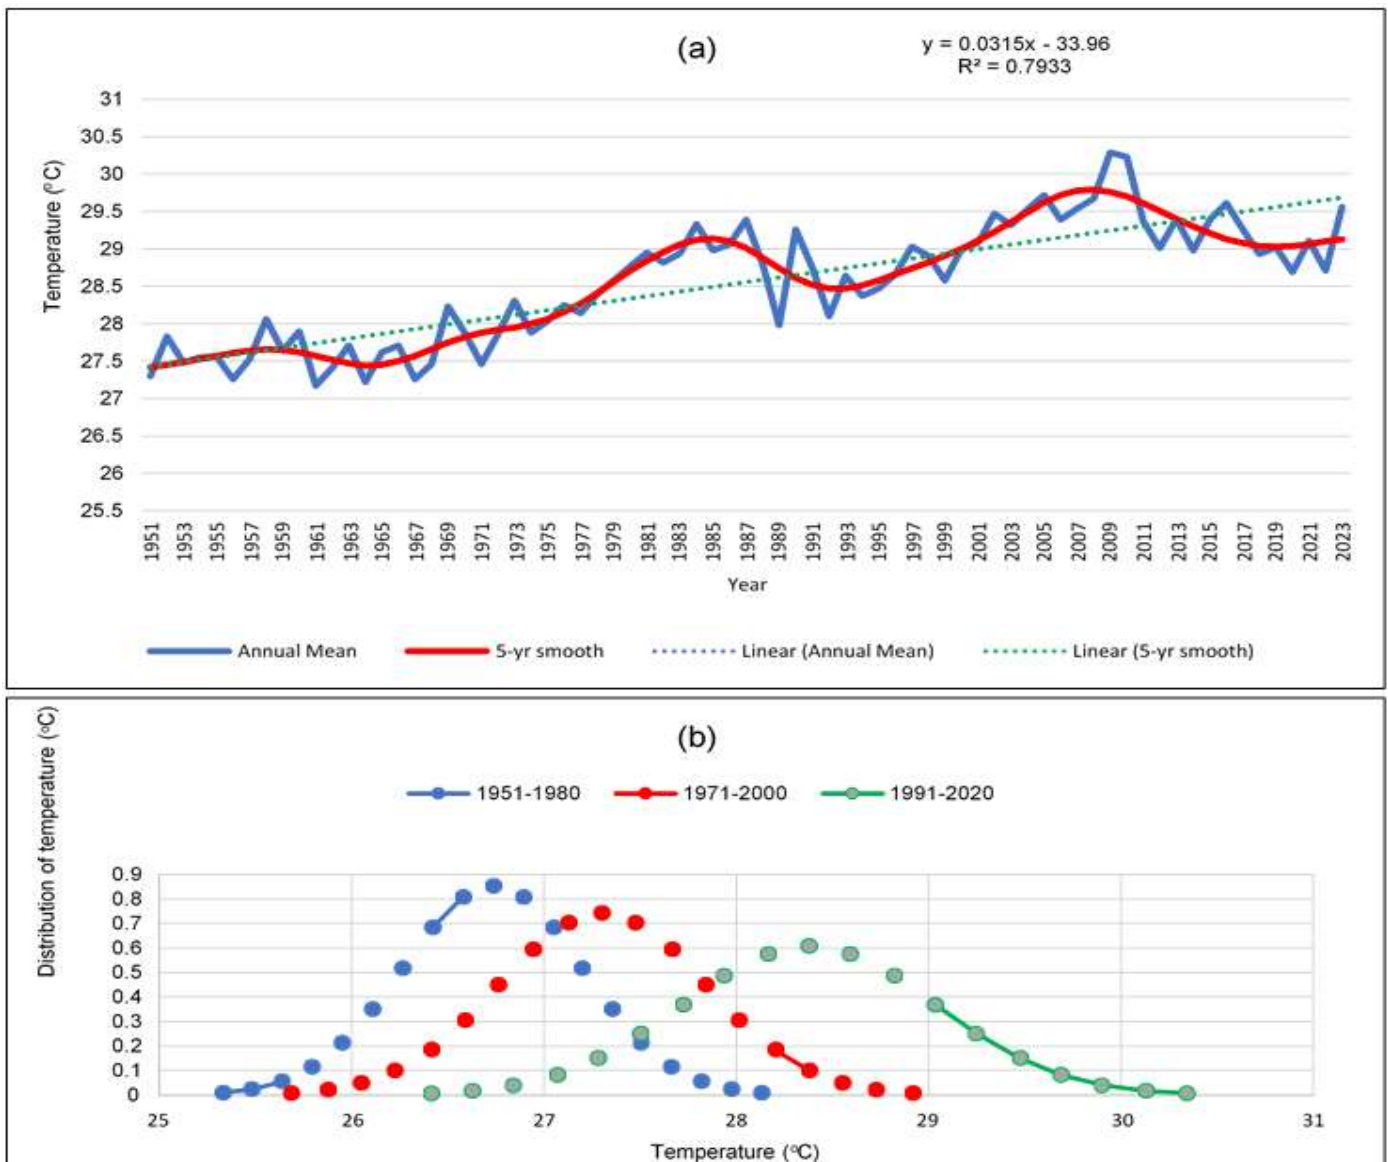 (a)
y = 0.0315x - 33.96
R² = 0.7933
Temperature (°C)
31
30.5
30
29.5
29
28.5
28
27.5
27
26.5
26
25.5
1951 1953 1955 1957 1959 1961 1963 1965 1967 1969 1971 1973 1975 1977 1979 1981 1983 1985 1987 1989 1991 1993 1995 1997 1999 2001 2003 2005 2007 2009 2011 2013 2015 2017 2019 2021 2023
Year
Annual Mean 5-yr smooth Linear (Annual Mean) Linear (5-yr smooth)
(b)
Distribution of temperature (°C)
1951-1980 1971-2000 1991-2020
0.9
0.8
0.7
0.6
0.5
0.4
0.3
0.2
0.1
0
25 26 27 28 29 30 31
Temperature (°C)